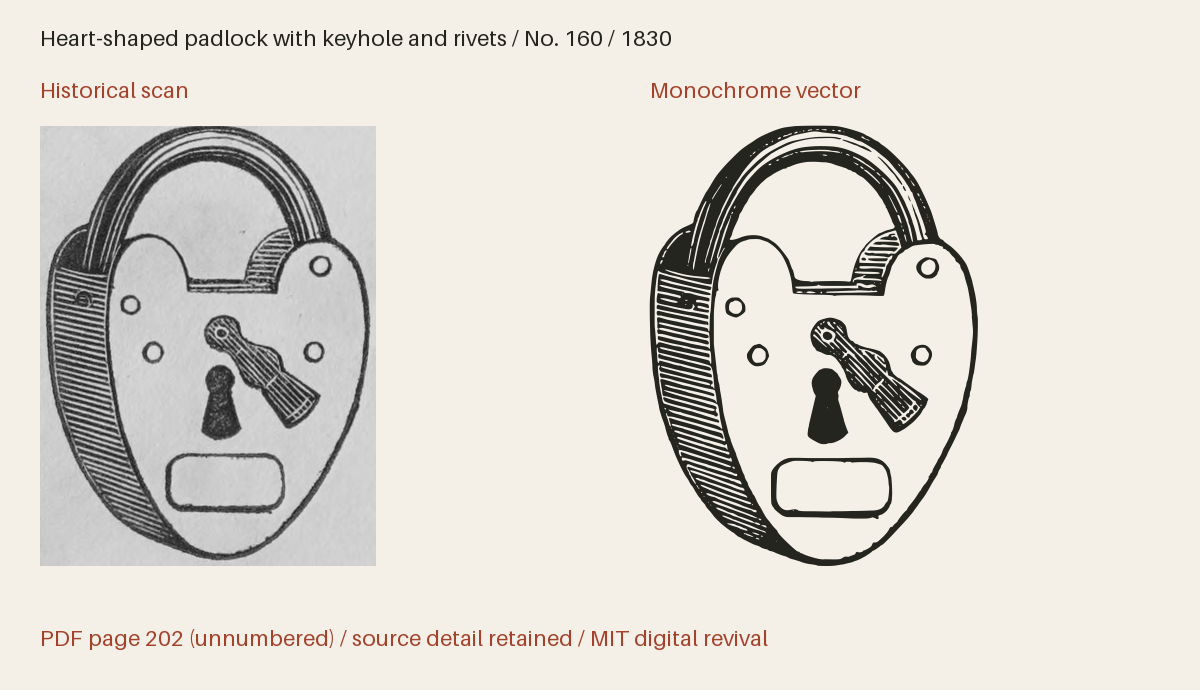 Heart-shaped padlock with keyhole and rivets / No. 160 / 1830
Historical scan
Monochrome vector
PDF page 202 (unnumbered) / source detail retained / MIT digital revival